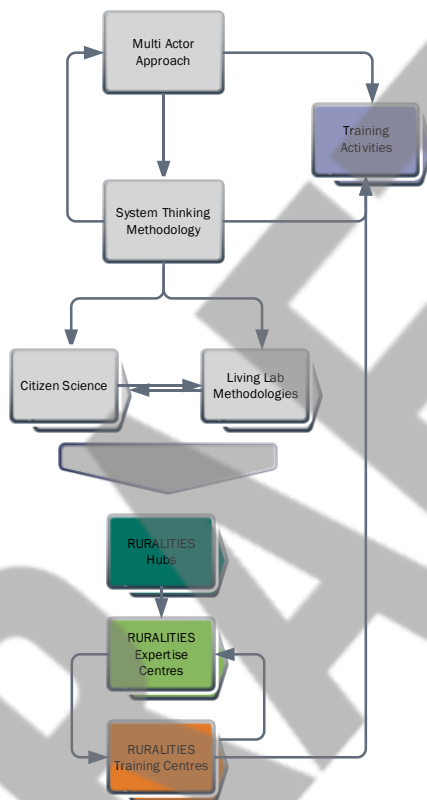 Multi Actor
Approach
Training
Activities
System Thinking
Methodology
Citizen Science
Living Lab
Methodologies
RURALITIES
Hubs
RURALITIES
Expertise
Centres
RURALITIES
Training Centres